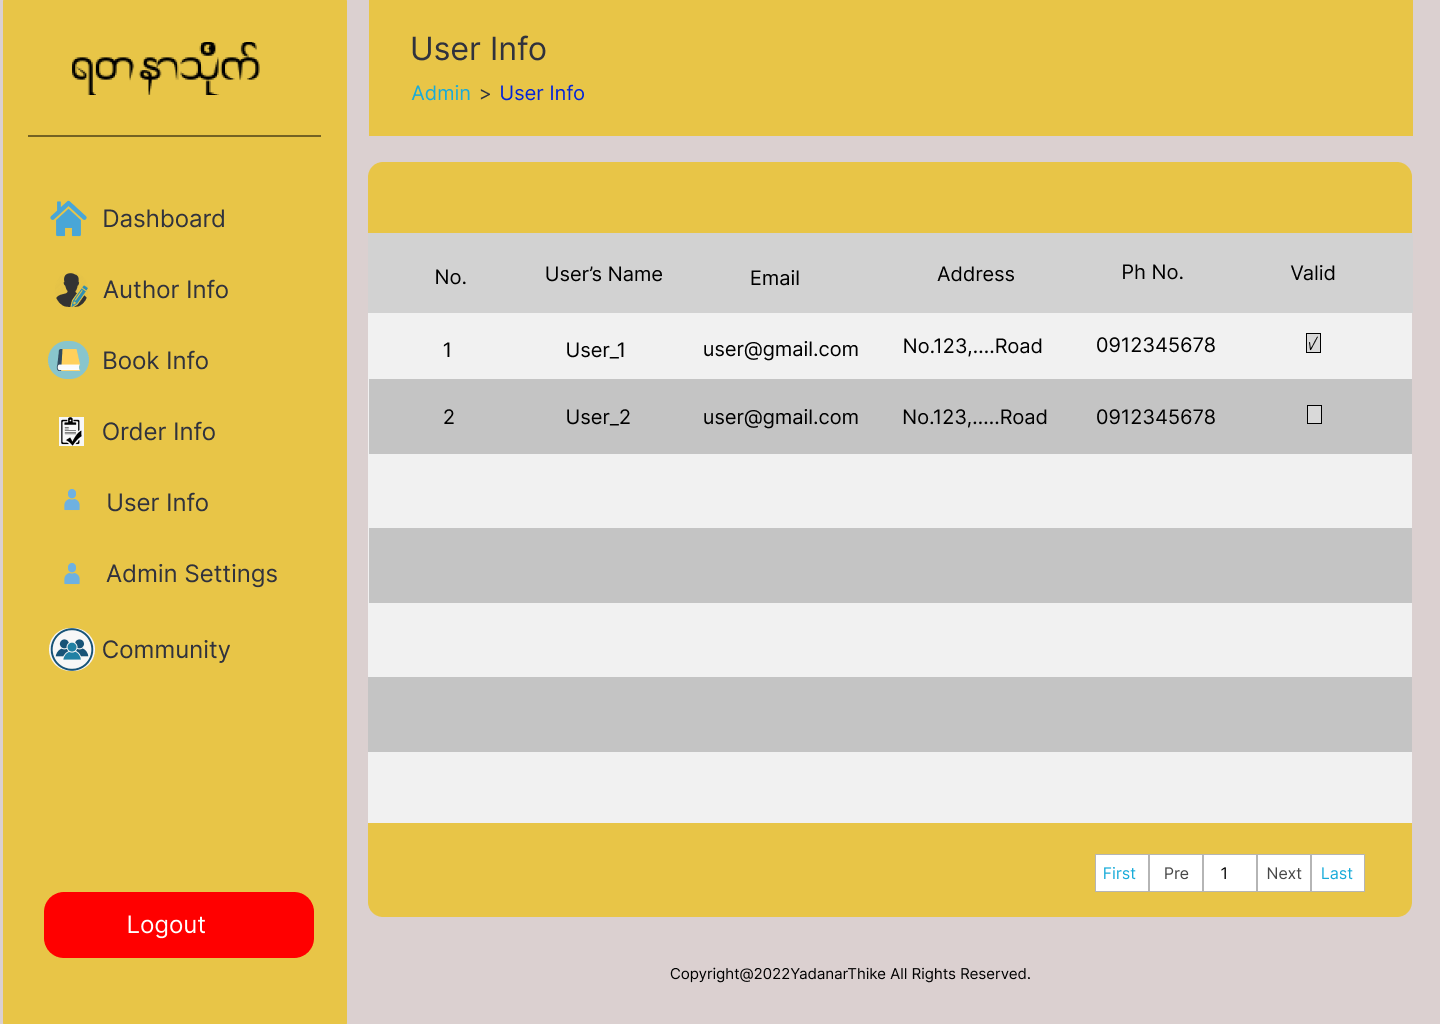 ရတနာသိုက်
Dashboard
Author Info
Book Info
Order Info
User Info
Admin Settings
Community
Logout
User Info
Admin > User Info
No. User’s Name Email Address Ph No. Valid
1 User_1 user@gmail.com No.123,....Road 0912345678
2 User_2 user@gmail.com No.123,.....Road 0912345678
First Pre 1 Next Last
Copyright@2022YadanarThike All Rights Reserved.